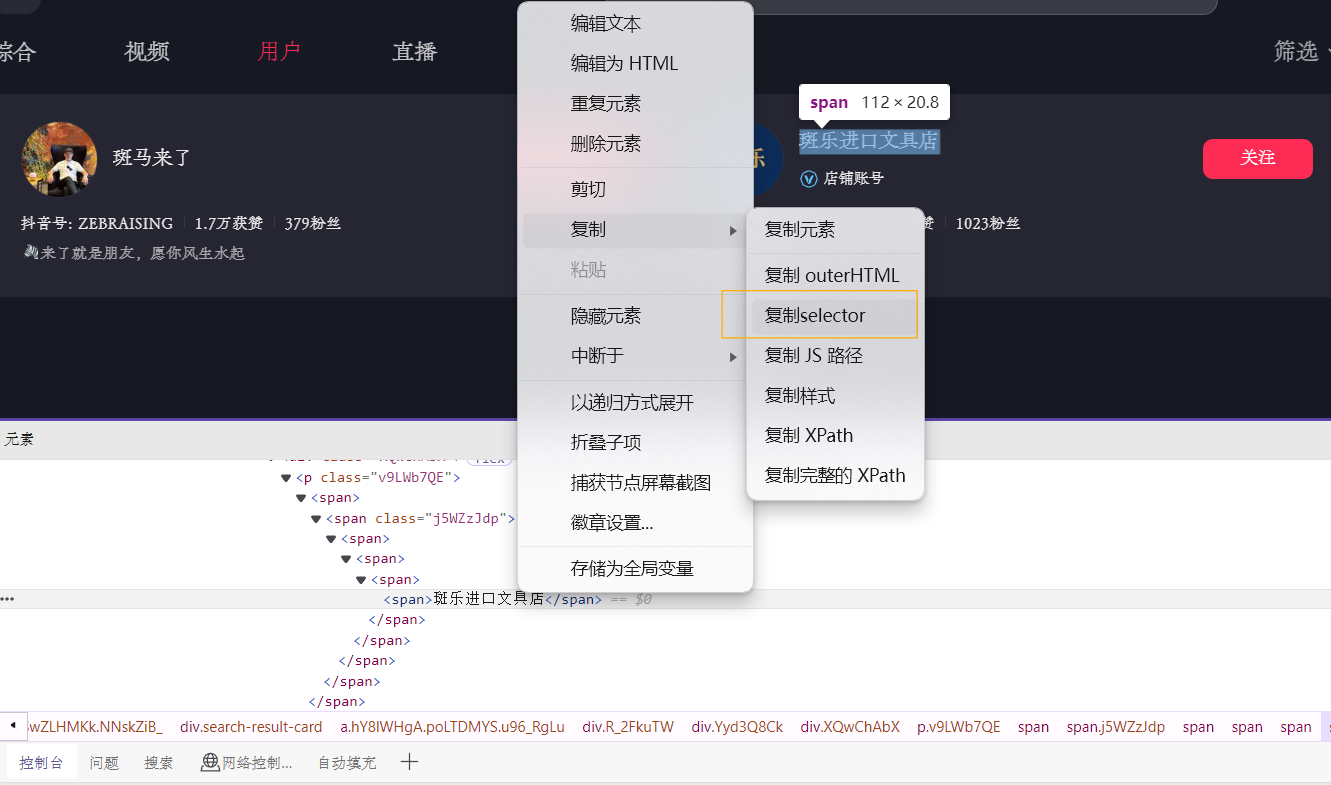 综合
视频
用户
直播
筛选
斑马来了
抖音号: ZEBRAISING
1.7万获赞
379粉丝
来了就是朋友，愿你风生水起
span 112 × 20.8
乐
斑乐进口文具店
店铺账号
关注
赞
1023粉丝
编辑文本
编辑为 HTML
重复元素
删除元素
剪切
复制
粘贴
隐藏元素
中断于
以递归方式展开
折叠子项
捕获节点屏幕截图
徽章设置...
存储为全局变量
复制元素
复制 outerHTML
复制selector
复制 JS 路径
复制样式
复制 XPath
复制完整的 XPath
元素
<p class="v9LWb7QE">
<span>
<span class="j5WZzJdp">
<span>
<span>
<span>
<span>斑乐进口文具店</span> == $0
</span>
</span>
</span>
</span>
</span>
wZLHMKk.NNskZiB_ div.search-result-card a.hY8lWHgA.poLTDMYS.u96_RgLu div.R_2FkuTW div.Yyd3Q8Ck div.XQwChAbX p.v9LWb7QE span span.j5WZzJdp span span span
控制台 问题 搜索 网络控制... 自动填充